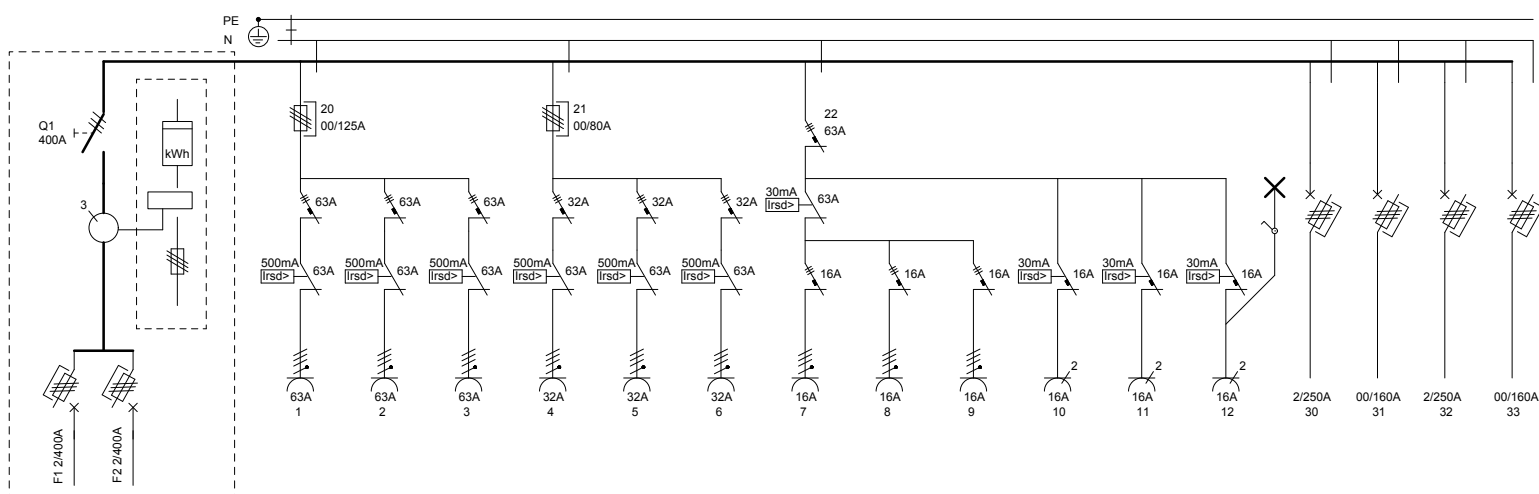 PE
N
Q1
400A
kWh
3
F1 2/400A
F2 2/400A
20
00/125A
21
00/80A
22
63A
63A
63A
63A
32A
32A
32A
30mA
Irsd>
63A
500mA
Irsd>
63A
500mA
Irsd>
63A
500mA
Irsd>
63A
500mA
Irsd>
63A
500mA
Irsd>
63A
500mA
Irsd>
63A
16A
16A
16A
30mA
Irsd>
16A
30mA
Irsd>
16A
30mA
Irsd>
16A
2
2
2
63A
1
63A
2
63A
3
32A
4
32A
5
32A
6
16A
7
16A
8
16A
9
16A
10
16A
11
16A
12
2/250A
30
00/160A
31
2/250A
32
00/160A
33